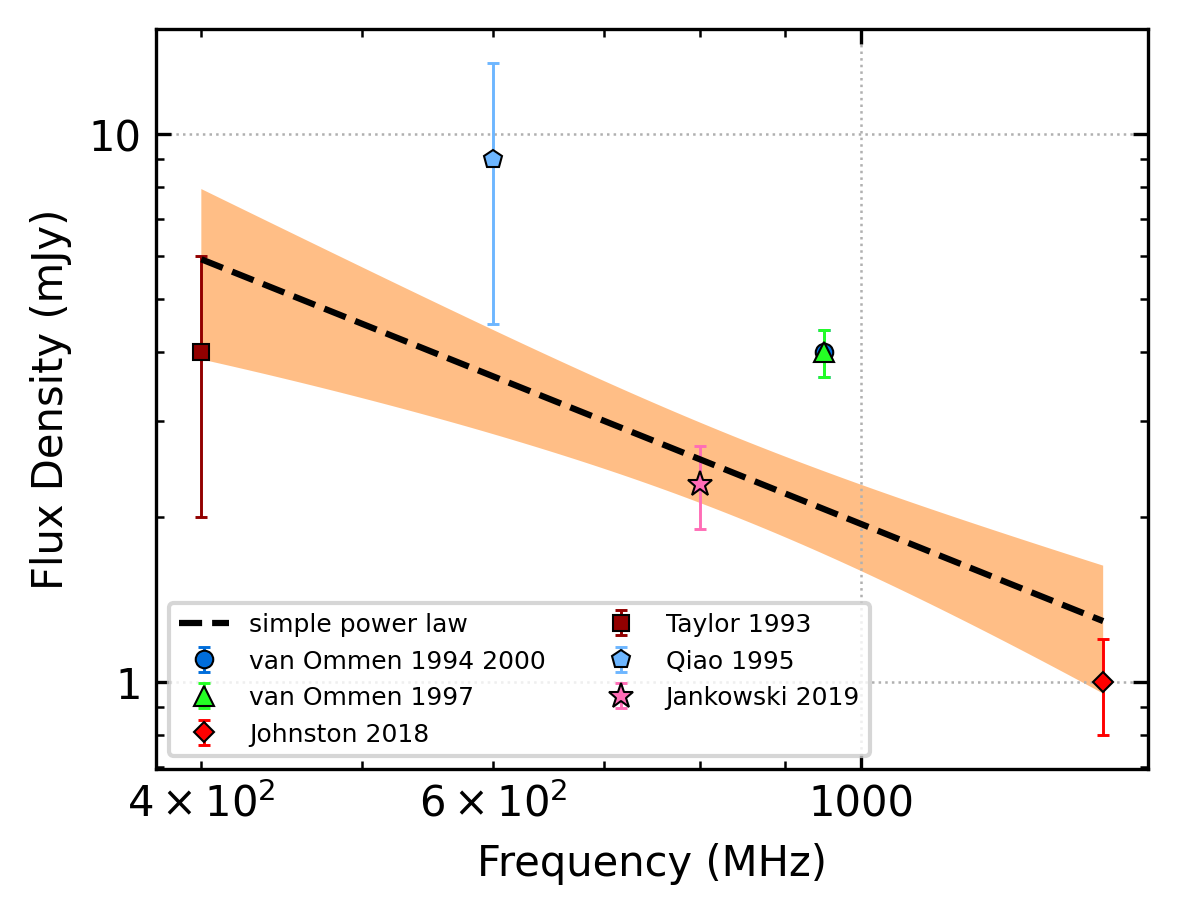 10
1
Flux Density (mJy)
simple power law
van Ommen 1994 2000
van Ommen 1997
Johnston 2018
Taylor 1993
Qiao 1995
Jankowski 2019
4 × 10²
6 × 10²
1000
Frequency (MHz)